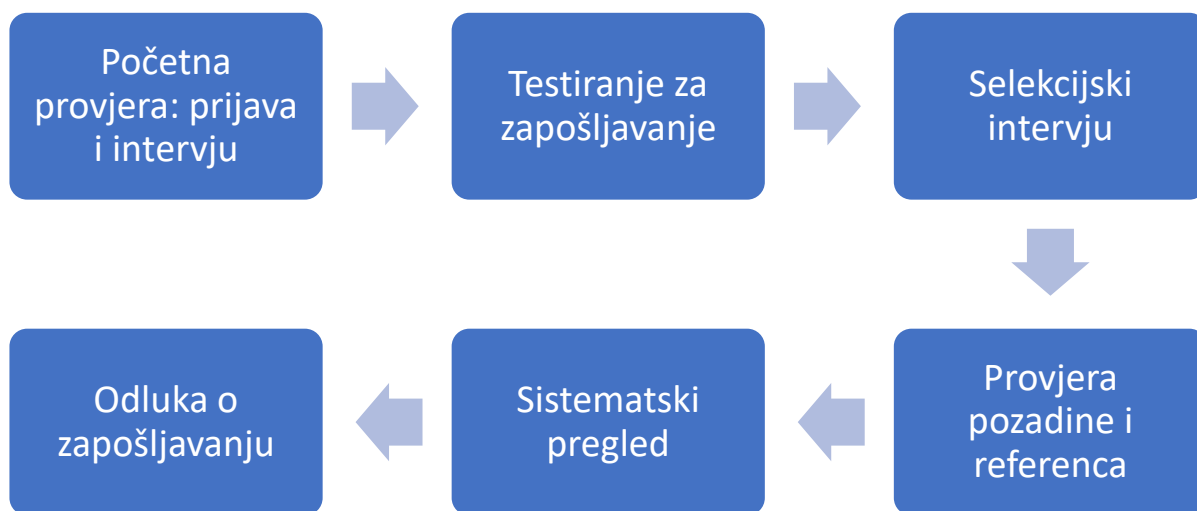 Početna
provjera: prijava
i intervju
Testiranje za
zapošljavanje
Selekcijski
intervju
Provjera
pozadine i
referenca
Sistematski
pregled
Odluka o
zapošljavanju